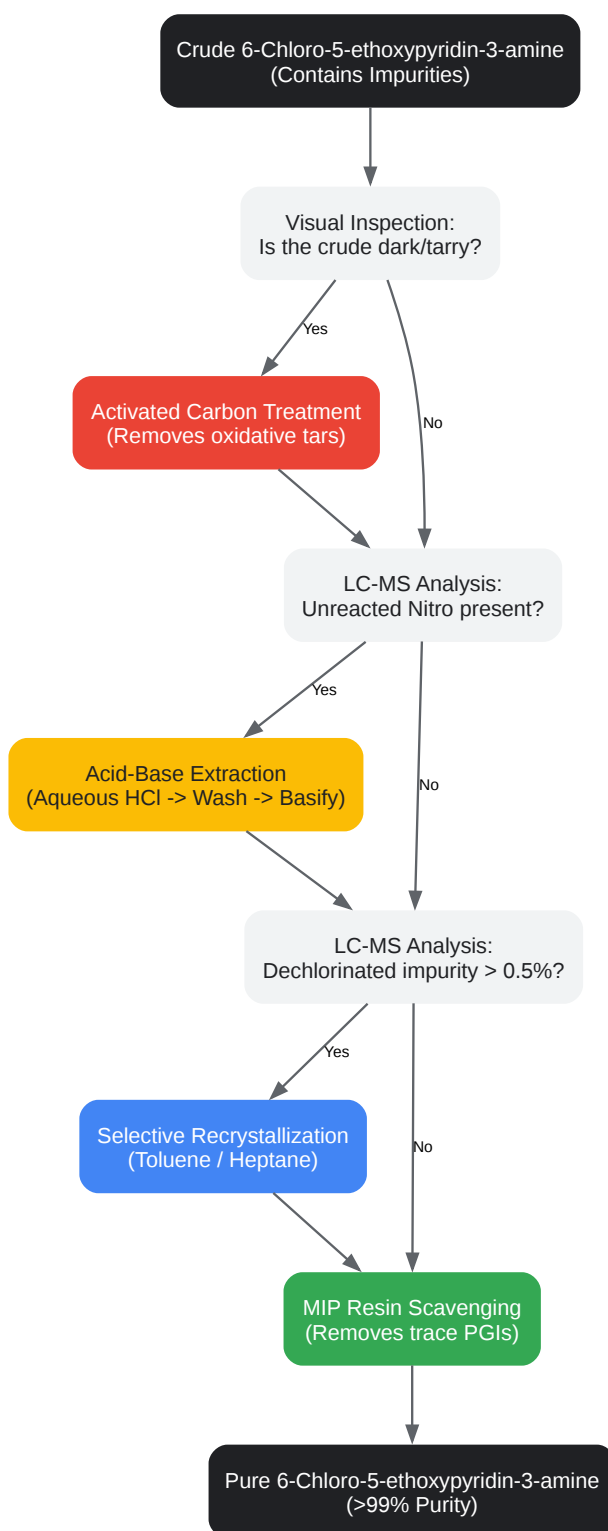 Crude 6-Chloro-5-ethoxypyridin-3-amine
(Contains Impurities)
Visual Inspection:
Is the crude dark/tarry?
Yes
Activated Carbon Treatment
(Removes oxidative tars)
No
LC-MS Analysis:
Unreacted Nitro present?
Yes
Acid-Base Extraction
(Aqueous HCl -> Wash -> Basify)
No
LC-MS Analysis:
Dechlorinated impurity > 0.5%?
Yes
Selective Recrystallization
(Toluene / Heptane)
No
MIP Resin Scavenging
(Removes trace PGIs)
Pure 6-Chloro-5-ethoxypyridin-3-amine
(>99% Purity)